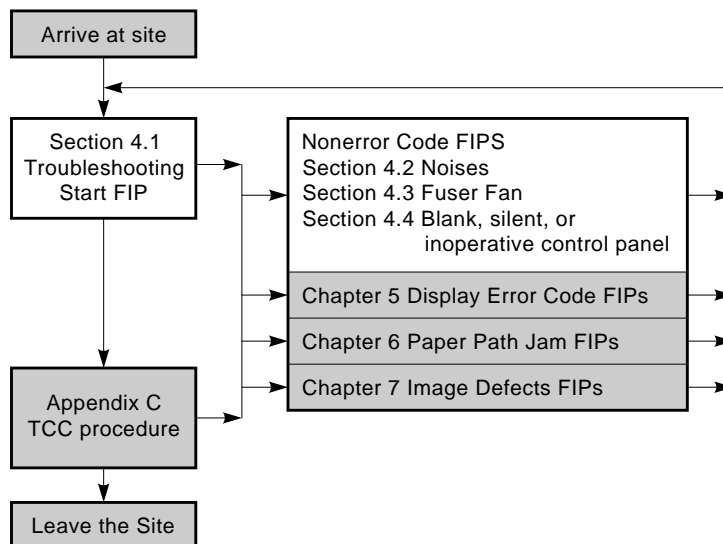 Arrive at site
Section 4.1
Troubleshooting
Start FIP
Nonerror Code FIPS
Section 4.2 Noises
Section 4.3 Fuser Fan
Section 4.4 Blank, silent, or
inoperative control panel
Chapter 5 Display Error Code FIPs
Chapter 6 Paper Path Jam FIPs
Chapter 7 Image Defects FIPs
Appendix C
TCC procedure
Leave the Site